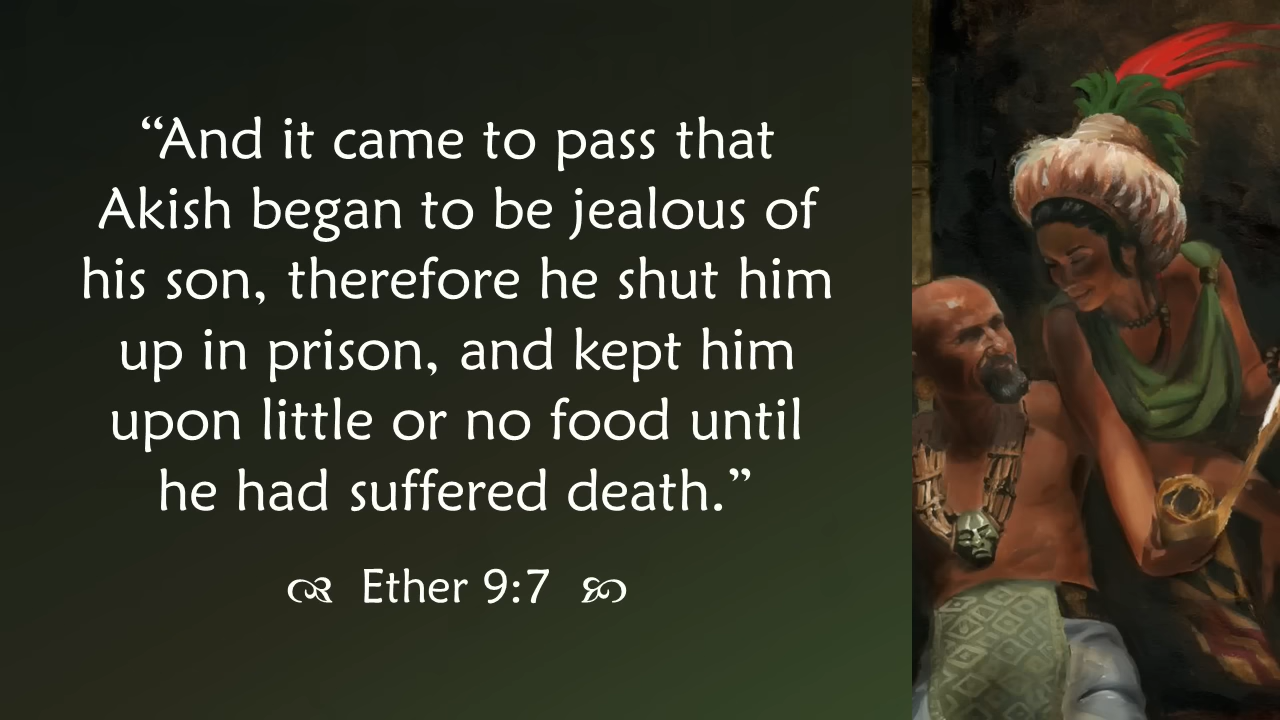 “And it came to pass that
Akish began to be jealous of
his son, therefore he shut him
up in prison, and kept him
upon little or no food until
he had suffered death.”
Ether 9:7